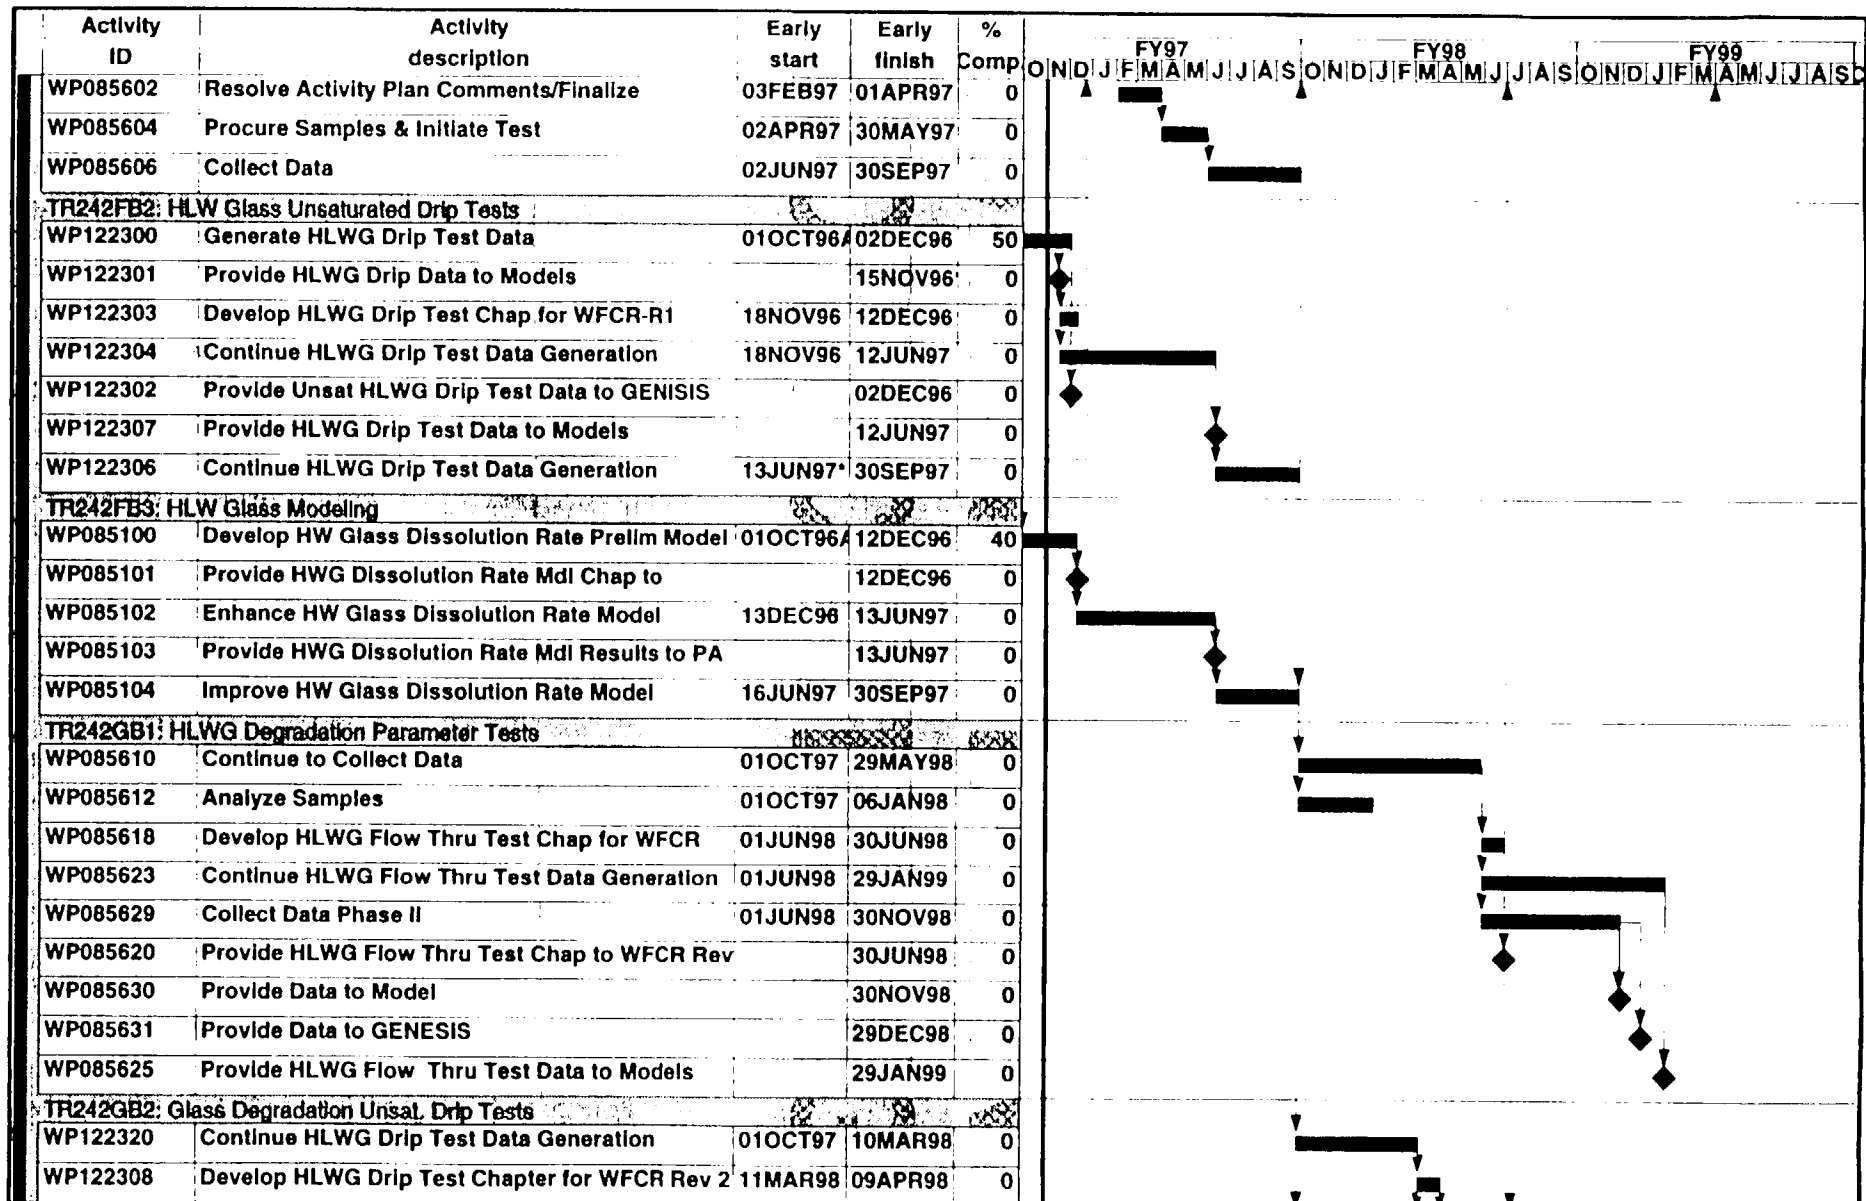 Activity ID Activity description Early start Early finish % Comp
FY97 FY98 FY99
O N D J F M A M J J A S O N D J F M A M J J A S O N D J F M A M J J A S O
WP085602 Resolve Activity Plan Comments/Finalize 03FEB97 01APR97 0
WP085604 Procure Samples & Initiate Test 02APR97 30MAY97 0
WP085606 Collect Data 02JUN97 30SEP97 0
TR242FB2: HLW Glass Unsaturated Drip Tests
WP122300 Generate HLWG Drip Test Data 01OCT96A 02DEC96 50
WP122301 Provide HLWG Drip Data to Models 15NOV96* 0
WP122303 Develop HLWG Drip Test Chap for WFCR-R1 18NOV96 12DEC96 0
WP122304 Continue HLWG Drip Test Data Generation 18NOV96 12JUN97 0
WP122302 Provide Unsat HLWG Drip Test Data to GENISIS 02DEC96 0
WP122307 Provide HLWG Drip Test Data to Models 12JUN97 0
WP122306 Continue HLWG Drip Test Data Generation 13JUN97* 30SEP97 0
TR242FB3: HLW Glass Modeling
WP085100 Develop HW Glass Dissolution Rate Prelim Model 01OCT96A 12DEC96 40
WP085101 Provide HWG Dissolution Rate Mdl Chap to 12DEC96 0
WP085102 Enhance HW Glass Dissolution Rate Model 13DEC96 13JUN97 0
WP085103 Provide HWG Dissolution Rate Mdl Results to PA 13JUN97 0
WP085104 Improve HW Glass Dissolution Rate Model 16JUN97 30SEP97 0
TR242GB1: HLWG Degradation Parameter Tests
WP085610 Continue to Collect Data 01OCT97 29MAY98 0
WP085612 Analyze Samples 01OCT97 06JAN98 0
WP085618 Develop HLWG Flow Thru Test Chap for WFCR 01JUN98 30JUN98 0
WP085623 Continue HLWG Flow Thru Test Data Generation 01JUN98 29JAN99 0
WP085629 Collect Data Phase II 01JUN98 30NOV98 0
WP085620 Provide HLWG Flow Thru Test Chap to WFCR Rev 30JUN98 0
WP085630 Provide Data to Model 30NOV98 0
WP085631 Provide Data to GENESIS 29DEC98 0
WP085625 Provide HLWG Flow Thru Test Data to Models 29JAN99 0
TR242GB2: Glass Degradation Unsat. Drip Tests
WP122320 Continue HLWG Drip Test Data Generation 01OCT97 10MAR98 0
WP122308 Develop HLWG Drip Test Chapter for WFCR Rev 2 11MAR98 09APR98 0